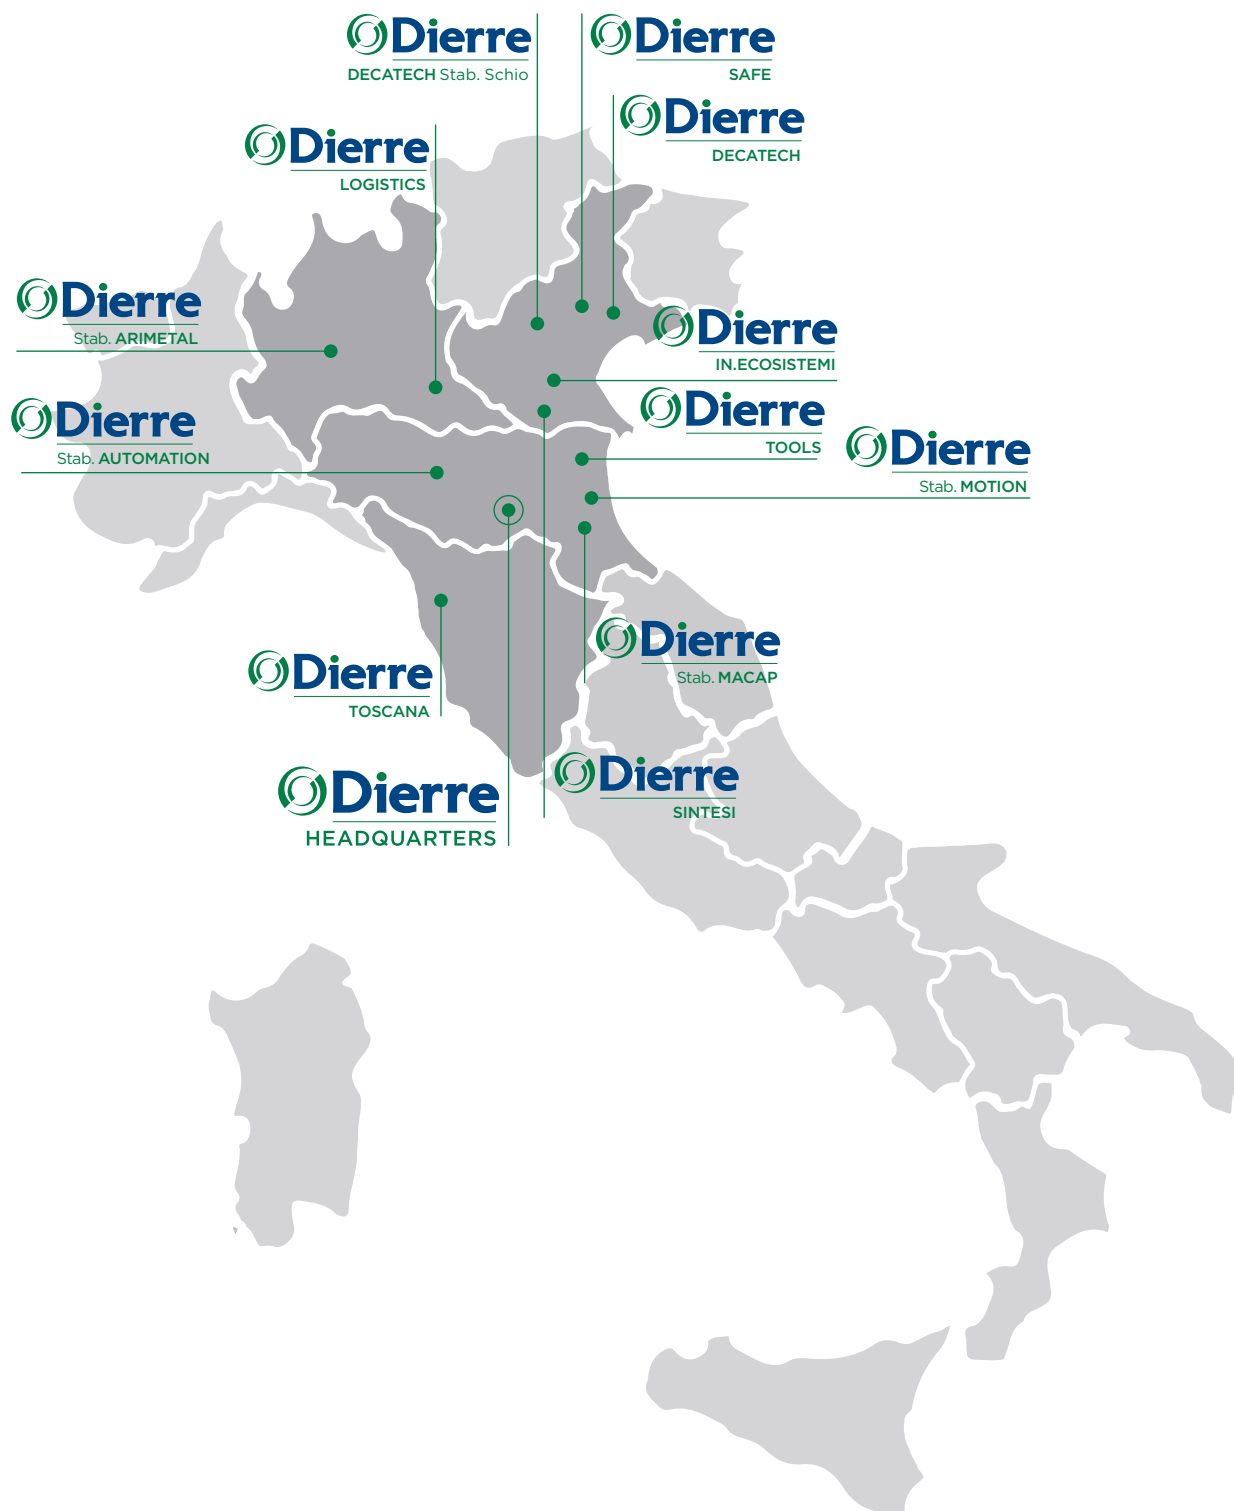 Dierre
DECATECH Stab. Schio
Dierre
SAFE
Dierre
DECATECH
Dierre
LOGISTICS
Dierre
Stab. ARIMETAL
Dierre
IN.ECOSISTEMI
Dierre
TOOLS
Dierre
Stab. AUTOMATION
Dierre
Stab. MOTION
Dierre
Stab. MACAP
Dierre
TOSCANA
Dierre
SINTESI
Dierre
HEADQUARTERS